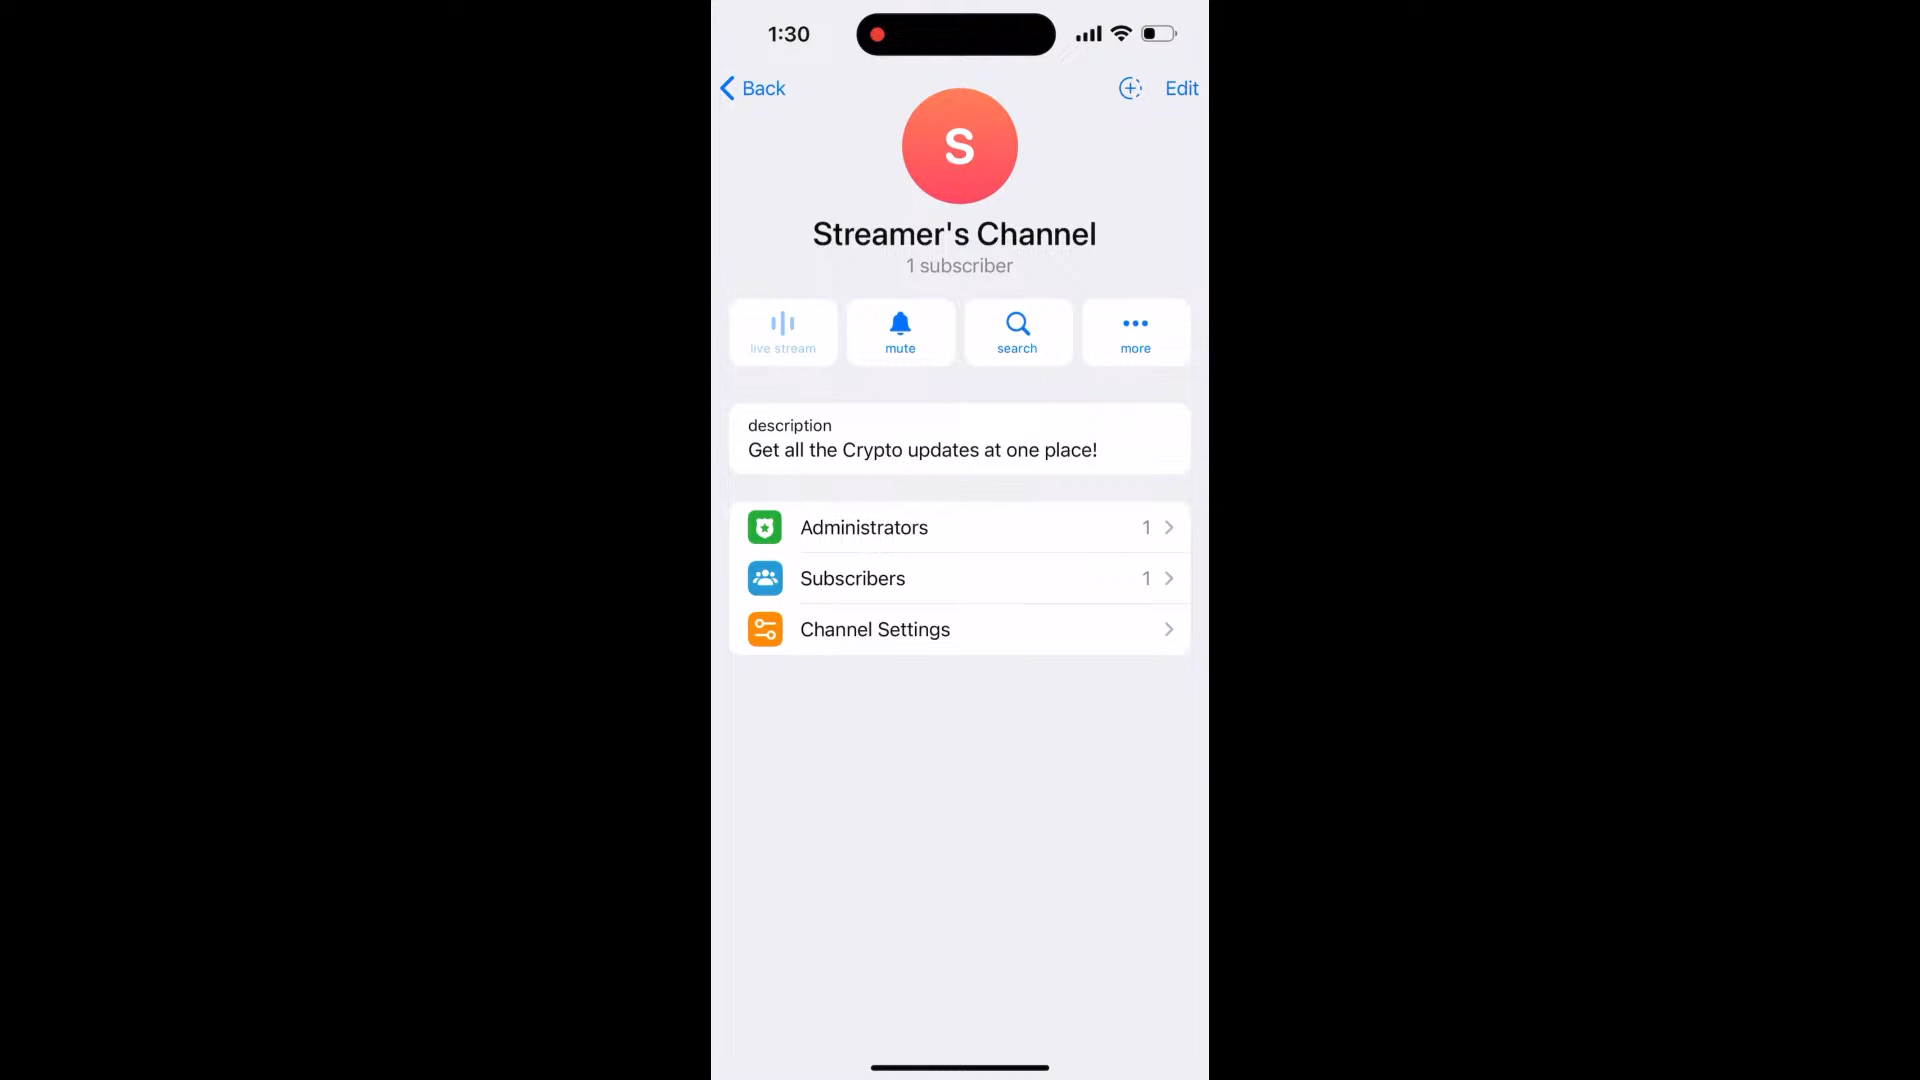 1:30
Back
Edit
S
Streamer's Channel
1 subscriber
live stream
mute
search
more
description
Get all the Crypto updates at one place!
Administrators 1
Subscribers 1
Channel Settings